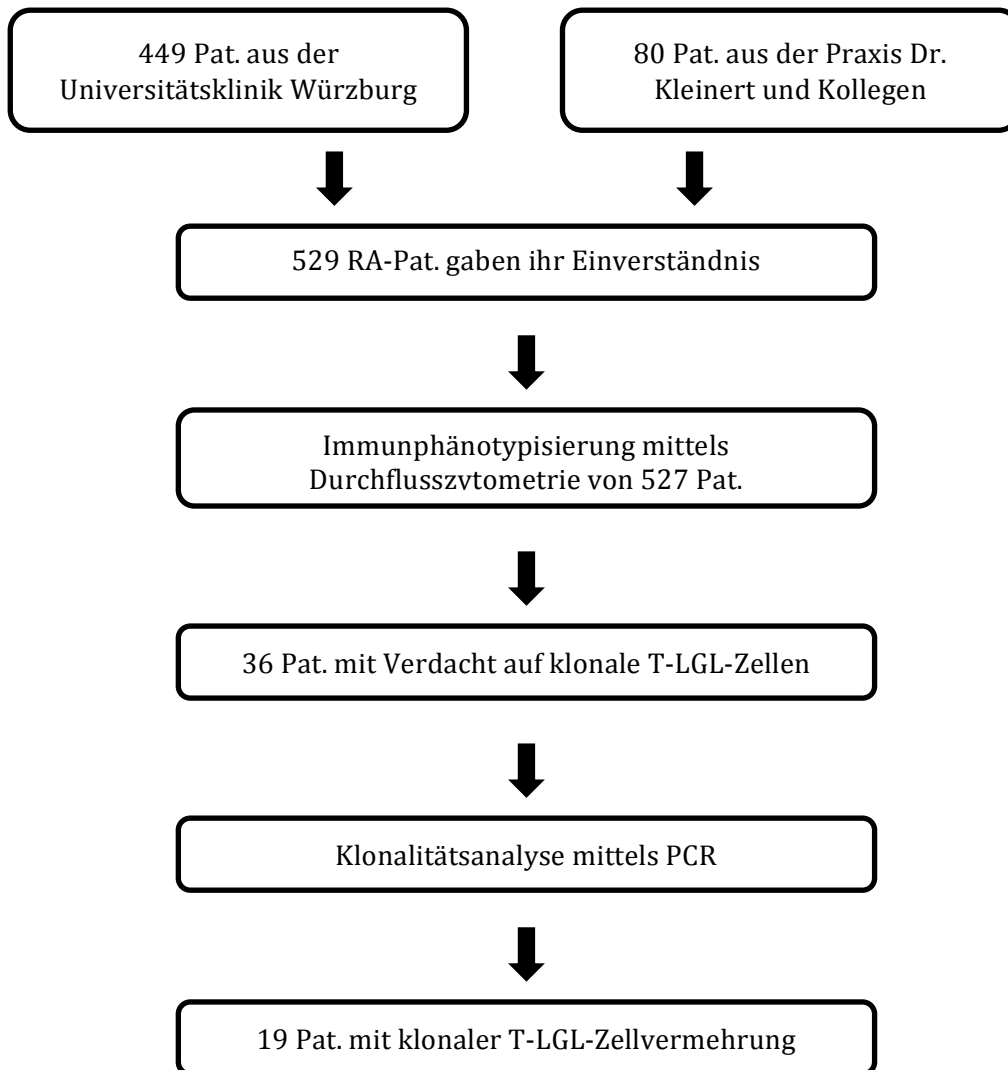 449 Pat. aus der
Universitätsklinik Würzburg
80 Pat. aus der Praxis Dr.
Kleinert und Kollegen
529 RA-Pat. gaben ihr Einverständnis
Immunphänotypisierung mittels
Durchflusszvtometrie von 527 Pat.
36 Pat. mit Verdacht auf klonale T-LGL-Zellen
Klonalitätsanalyse mittels PCR
19 Pat. mit klonaler T-LGL-Zellvermehrung